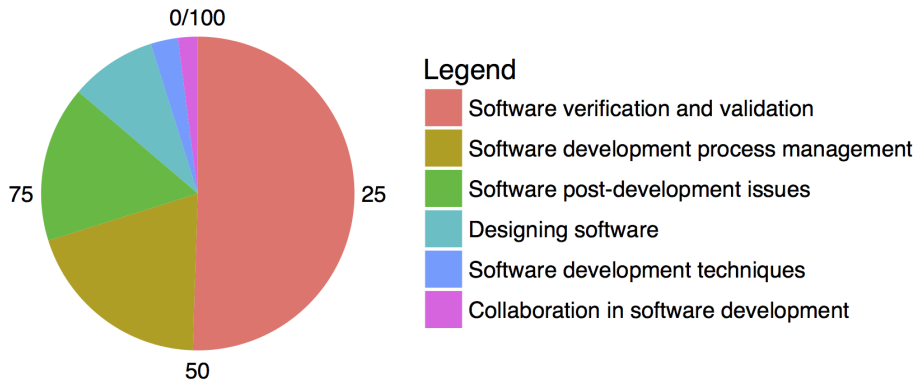 0/100
25
50
75
Legend
Software verification and validation
Software development process management
Software post-development issues
Designing software
Software development techniques
Collaboration in software development